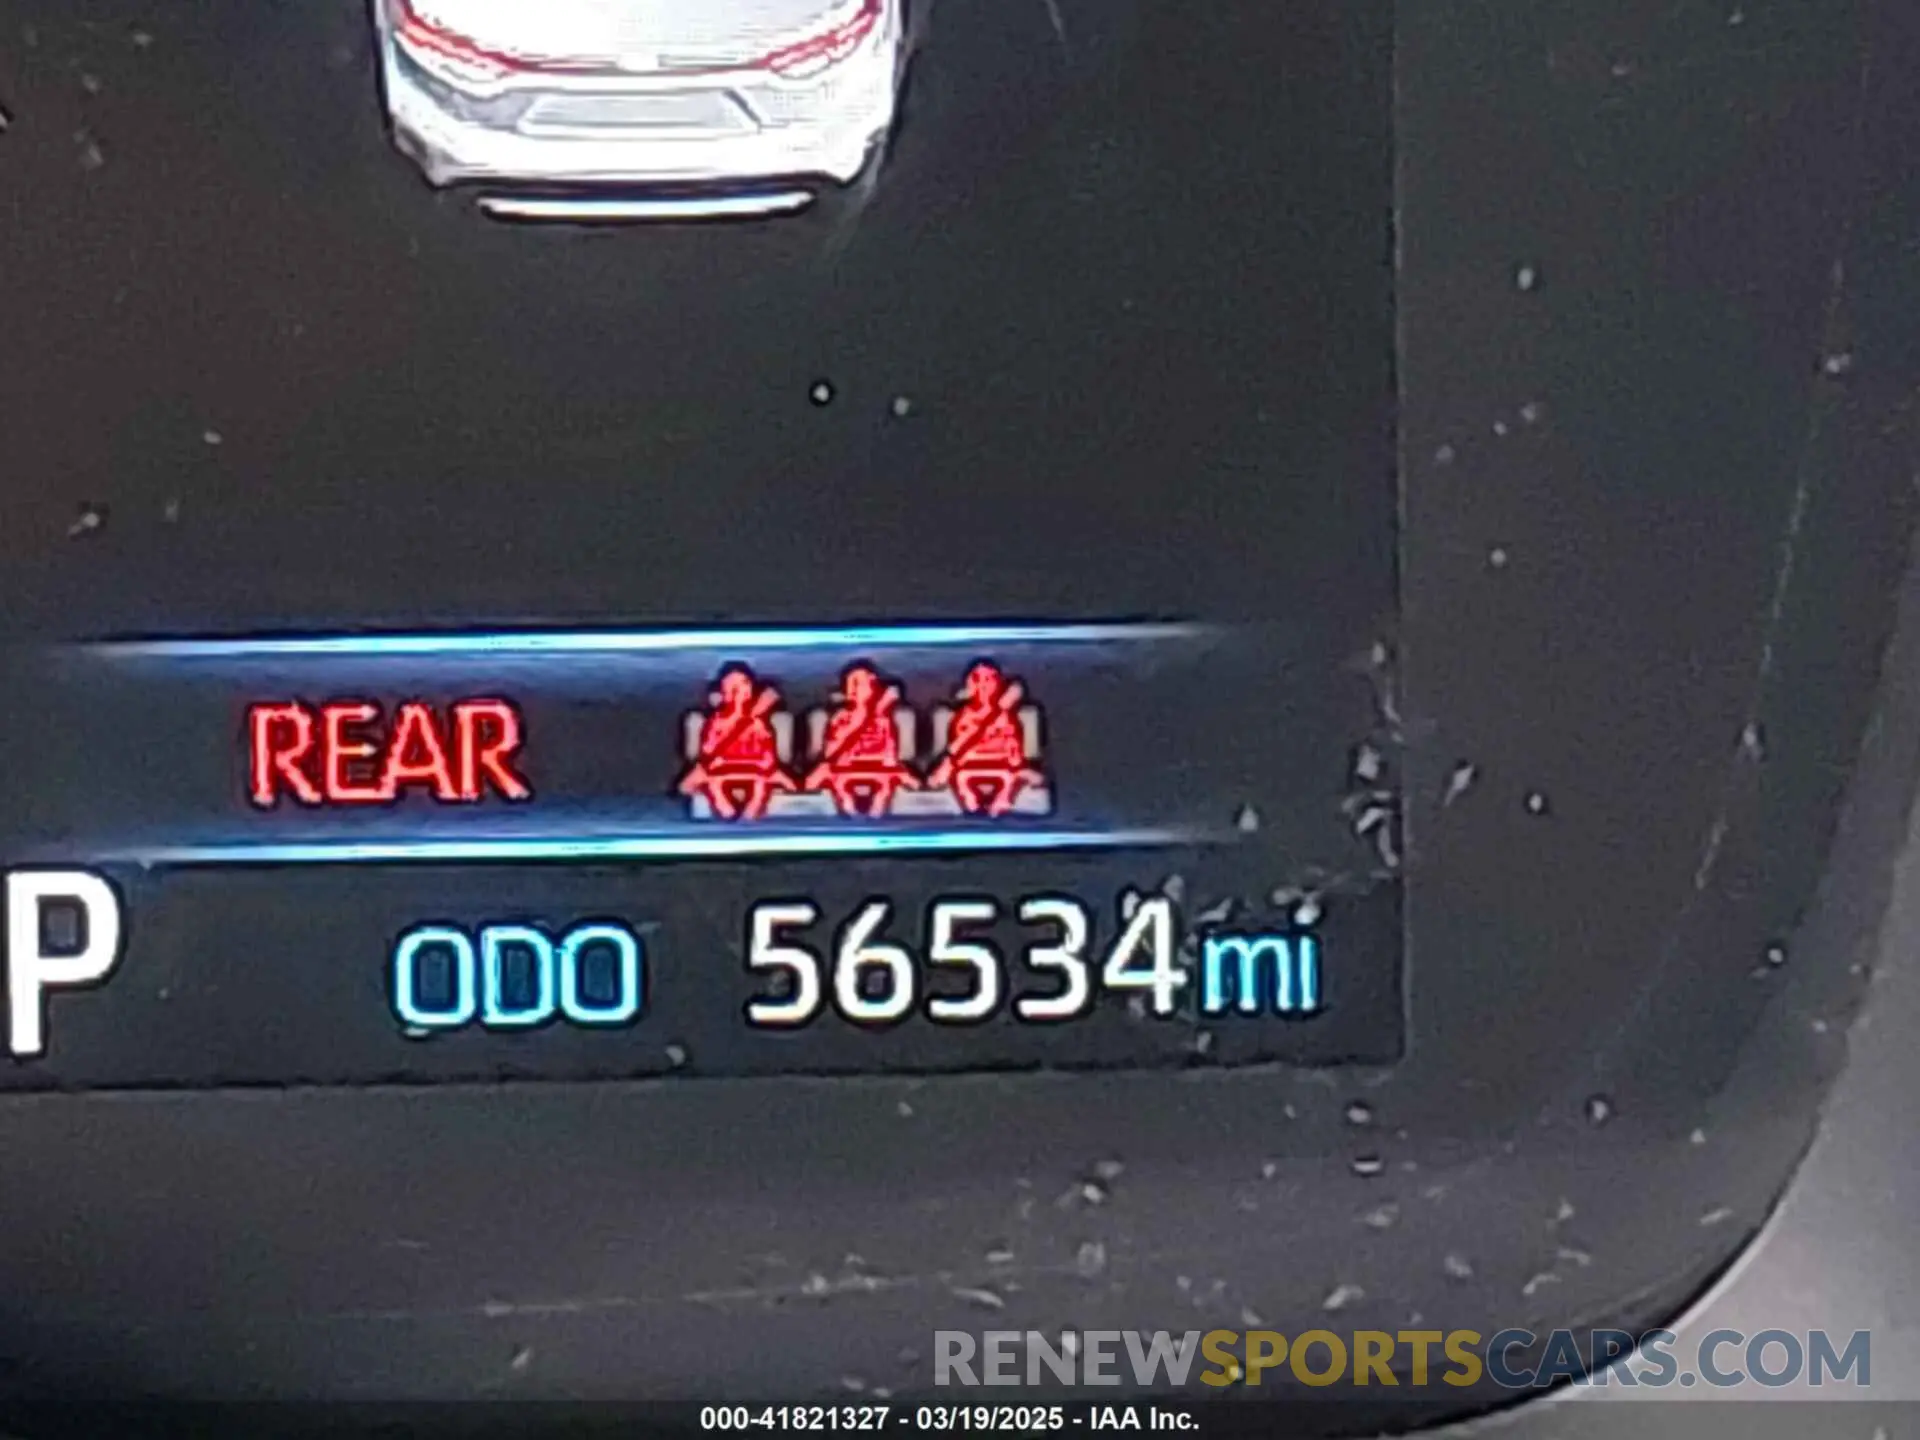 REAR
P ODO 56534 mi
RENEWSPORTSCARS.COM
000-41821327 - 03/19/2025 - IAA Inc.